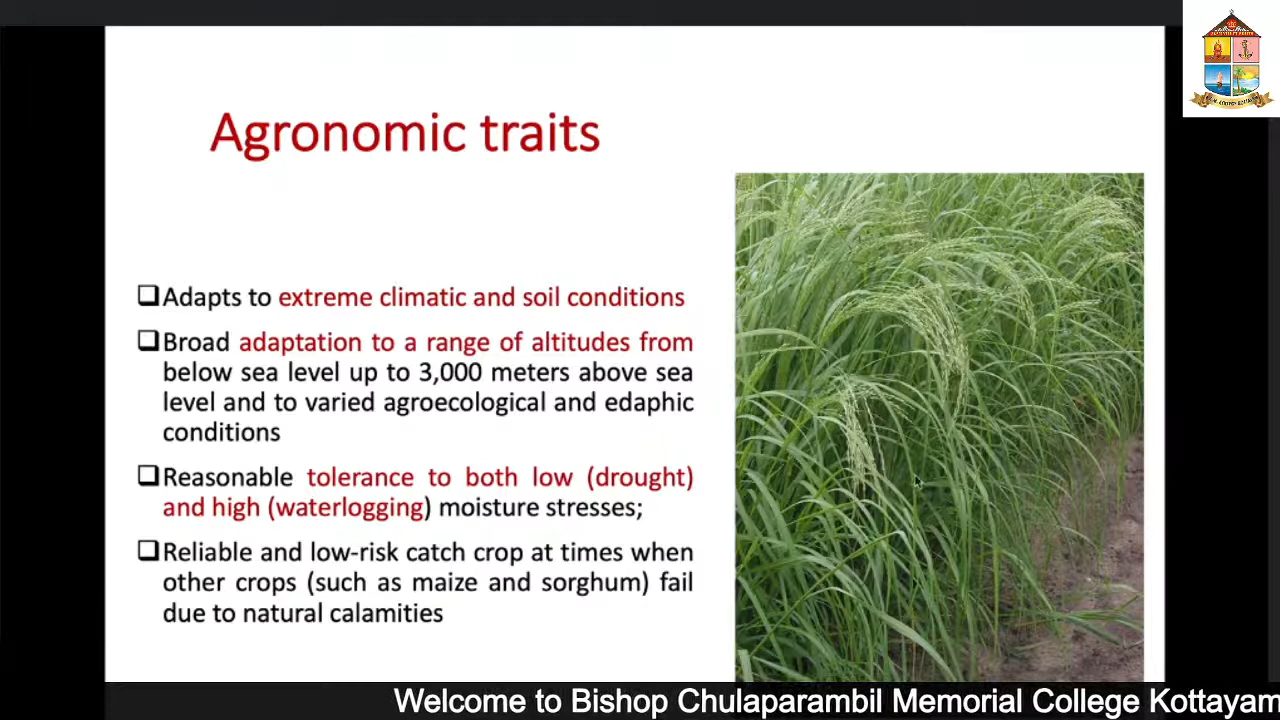 Agronomic traits
❑Adapts to extreme climatic and soil conditions
❑Broad adaptation to a range of altitudes from
below sea level up to 3,000 meters above sea
level and to varied agroecological and edaphic
conditions
❑Reasonable tolerance to both low (drought)
and high (waterlogging) moisture stresses;
❑Reliable and low-risk catch crop at times when
other crops (such as maize and sorghum) fail
due to natural calamities
Welcome to Bishop Chulaparambil Memorial College Kottayam